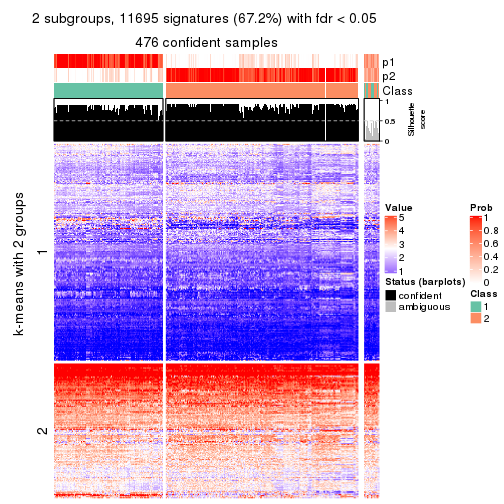 2 subgroups, 11695 signatures (67.2%) with fdr < 0.05
476 confident samples
p1
p2
Class
1
0.5
0
Silhouette
score
k-means with 2 groups
1
2
Value
5
4
3
2
1
Status (barplots)
confident
ambiguous
Prob
1
0.8
0.6
0.4
0.2
0
Class
1
2